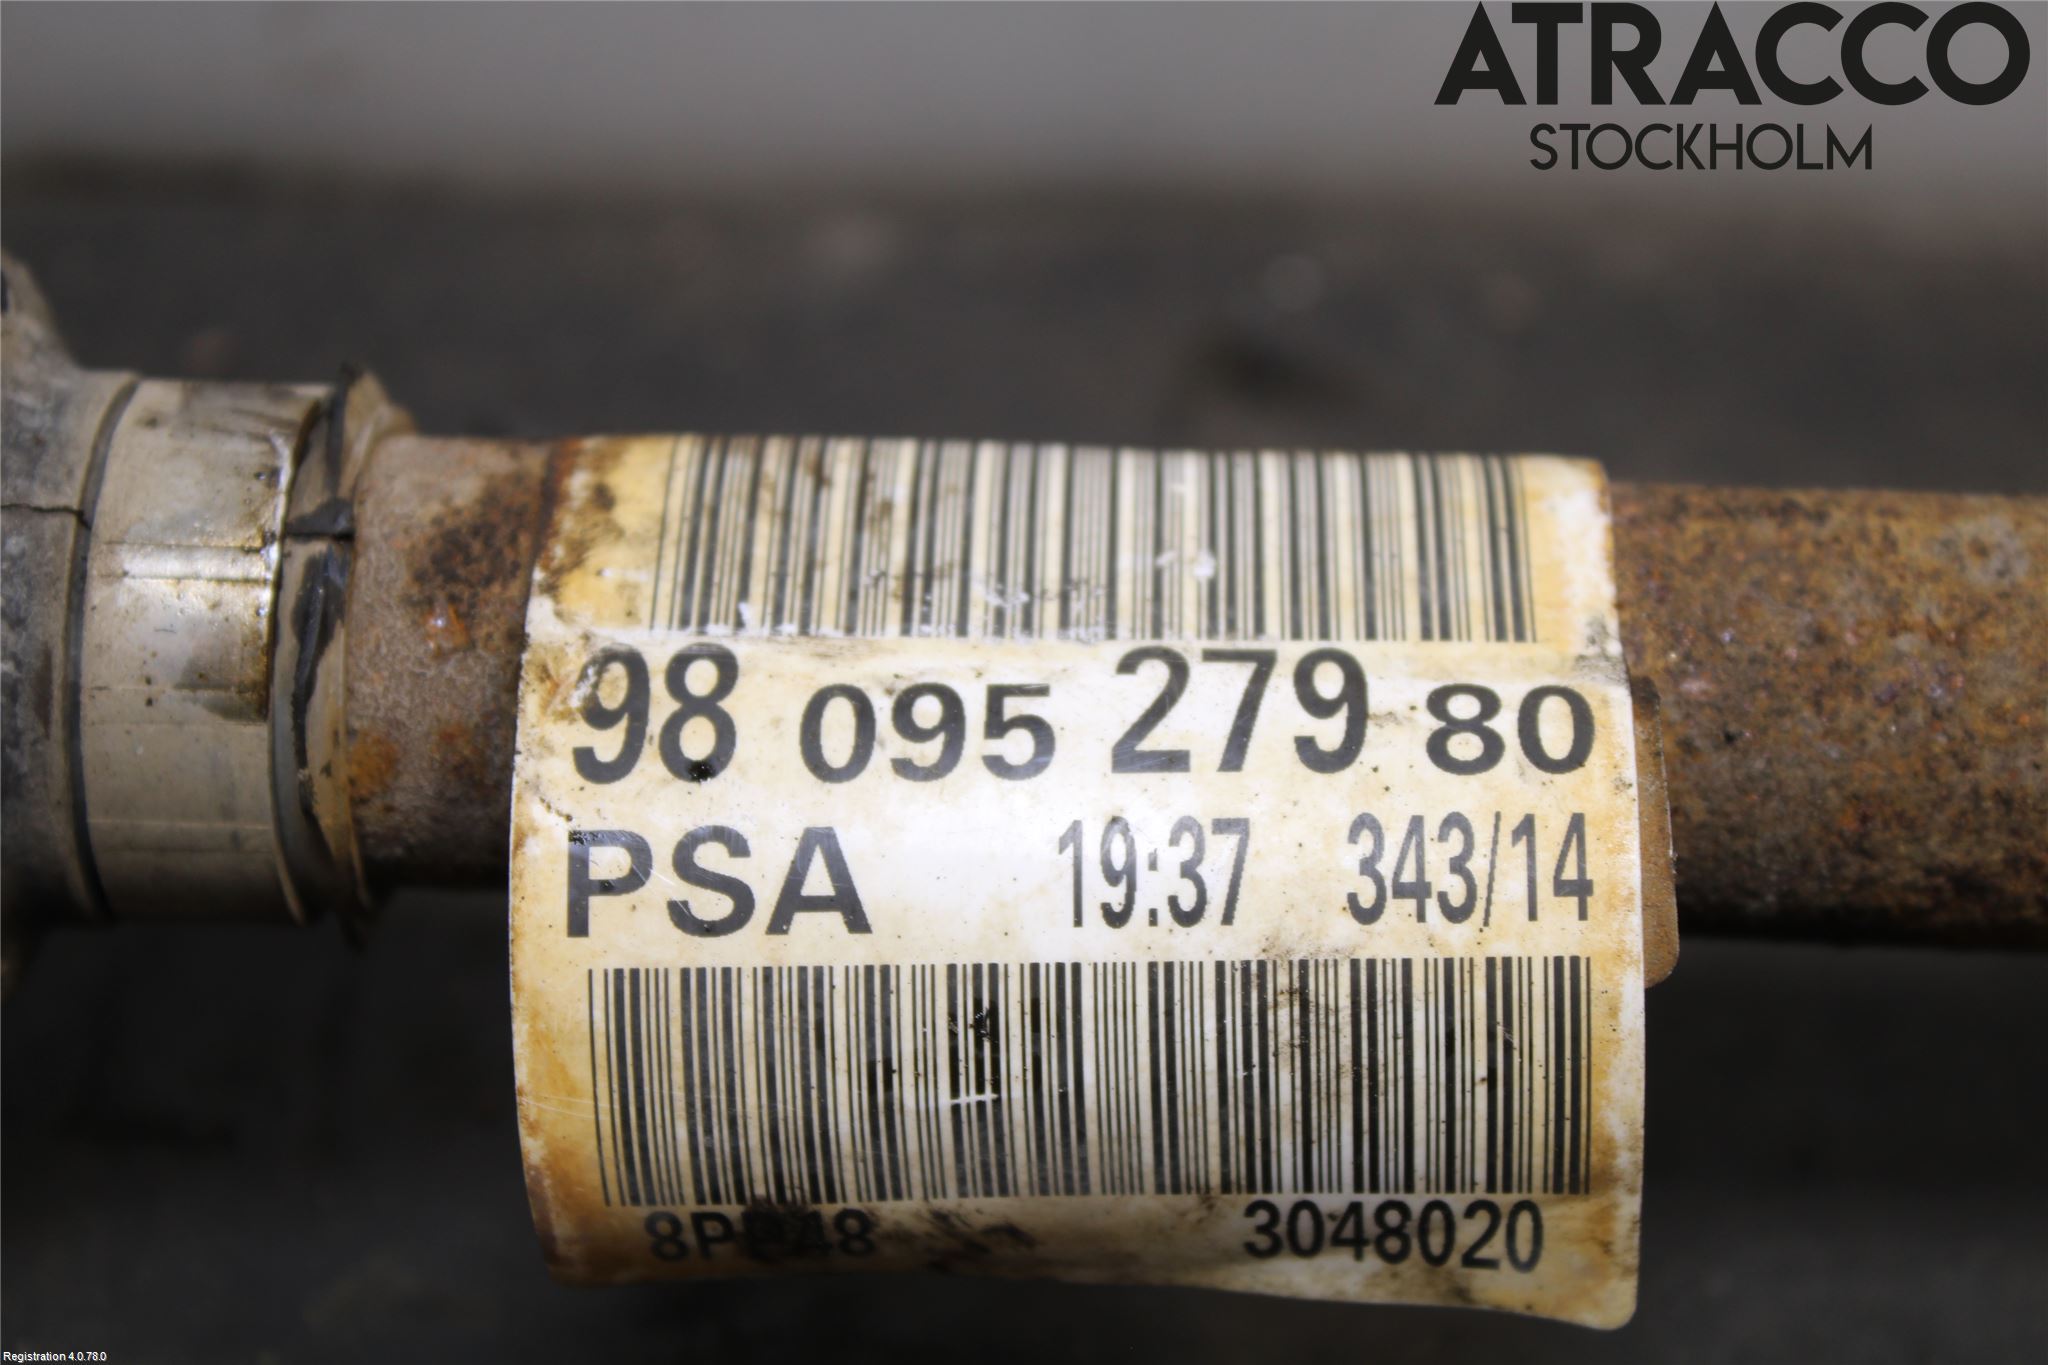 ATRACCO
STOCKHOLM
98 095 279 80
PSA 19:37 343/14
3048020
Registration 4.0.78.0